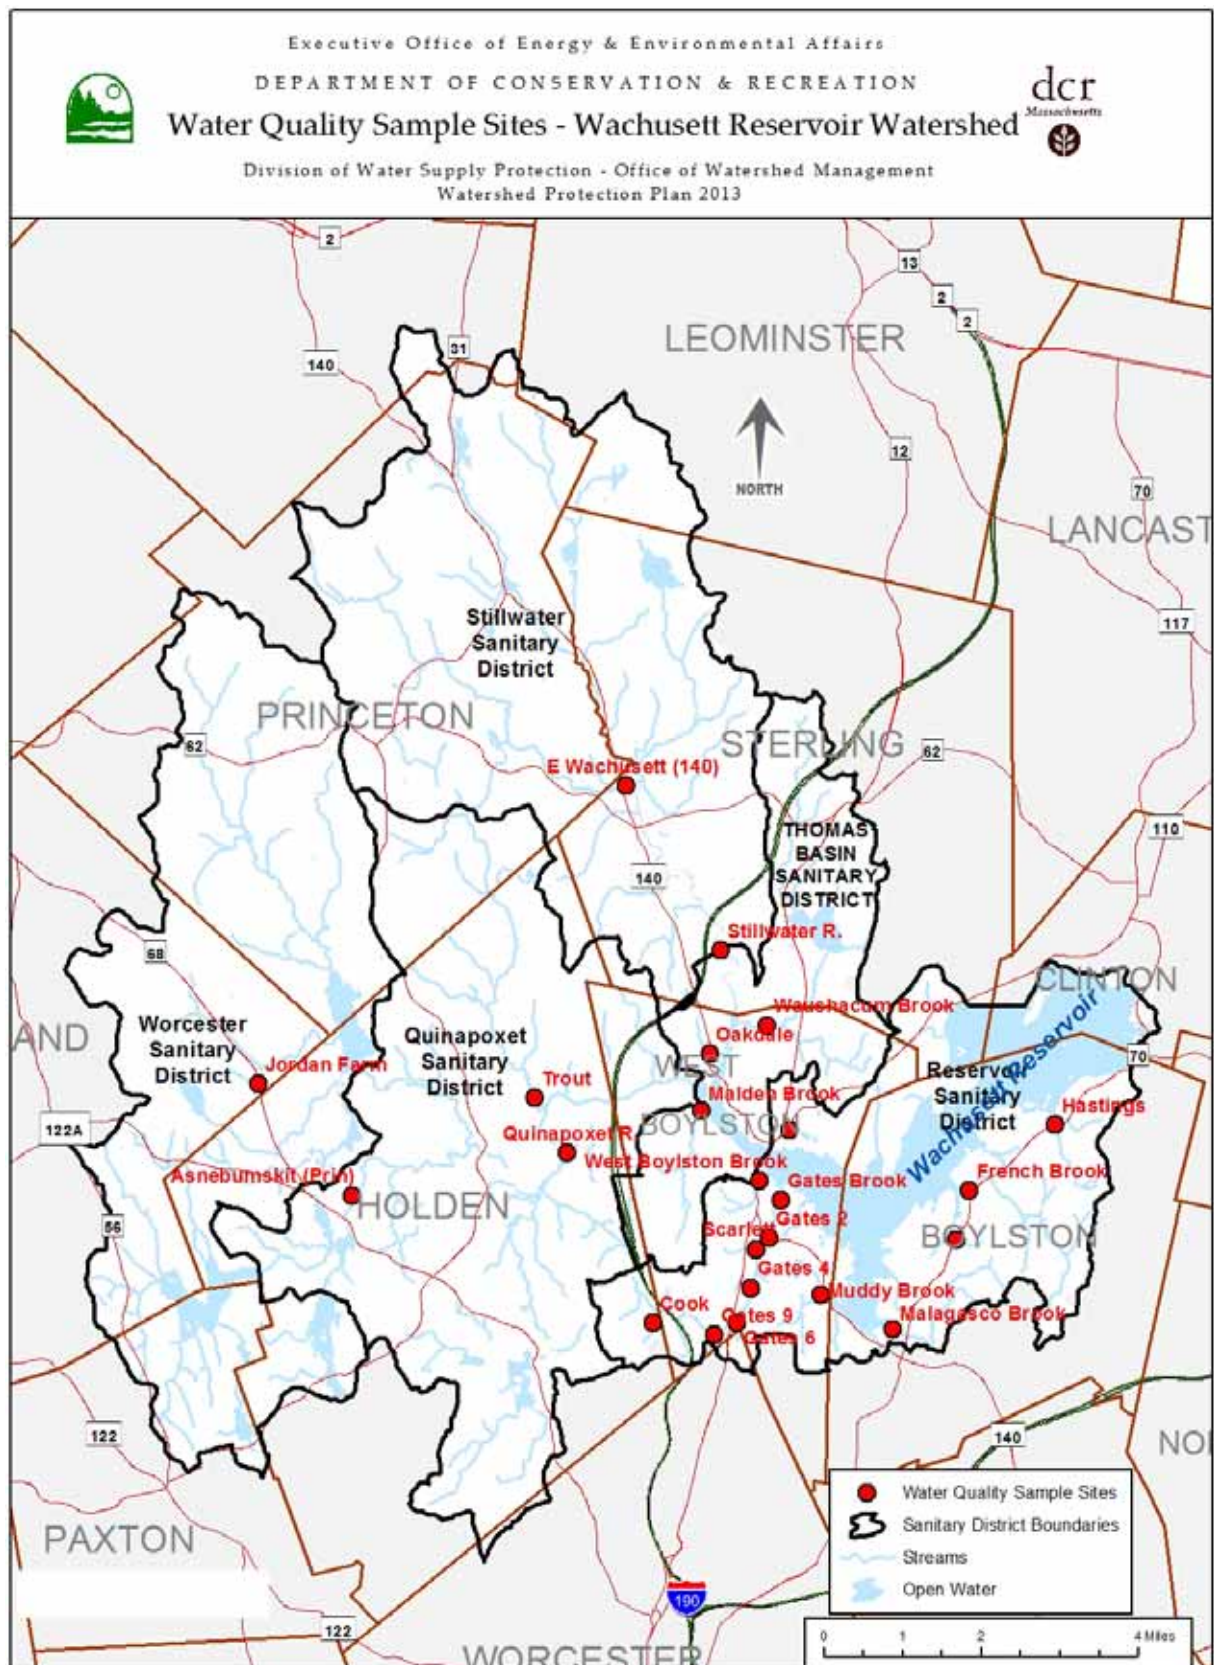 Executive Office of Energy & Environmental Affairs
DEPARTMENT OF CONSERVATION & RECREATION
dcr
Massachusetts
Water Quality Sample Sites - Wachusett Reservoir Watershed
Division of Water Supply Protection - Office of Watershed Management
Watershed Protection Plan 2013
2
13
2
2
LEOMINSTER
31
140
12
NORTH
70
LANCAST
117
Stillwater
Sanitary
District
PRINCETON
62
STERLING
62
E Wachusett (140)
THOMAS
BASIN
SANITARY
DISTRICT
110
140
Stillwater R.
68
CLINTON
Waushacum Brook
Wachusett Reservoir
AND
Worcester
Sanitary
District
Quinapoxet
Sanitary
District
Oakdale
WEST
BOYLSTON
70
Reservoir
Sanitary
District
Jordan Farm
Trout
Malden Brook
Hastings
122A
Quinapoxet R.
West Boylston Brook
French Brook
Asnebumskit (Prin)
HOLDEN
Gates Brook
Gates 2
Scarlett
56
BOYLSTON
Gates 4
Muddy Brook
Cook
Gates 9
Gates 6
Malagasco Brook
122
140
NO
Water Quality Sample Sites
Sanitary District Boundaries
Streams
Open Water
PAXTON
190
122
WORCESTER
0 1 2 4 Miles